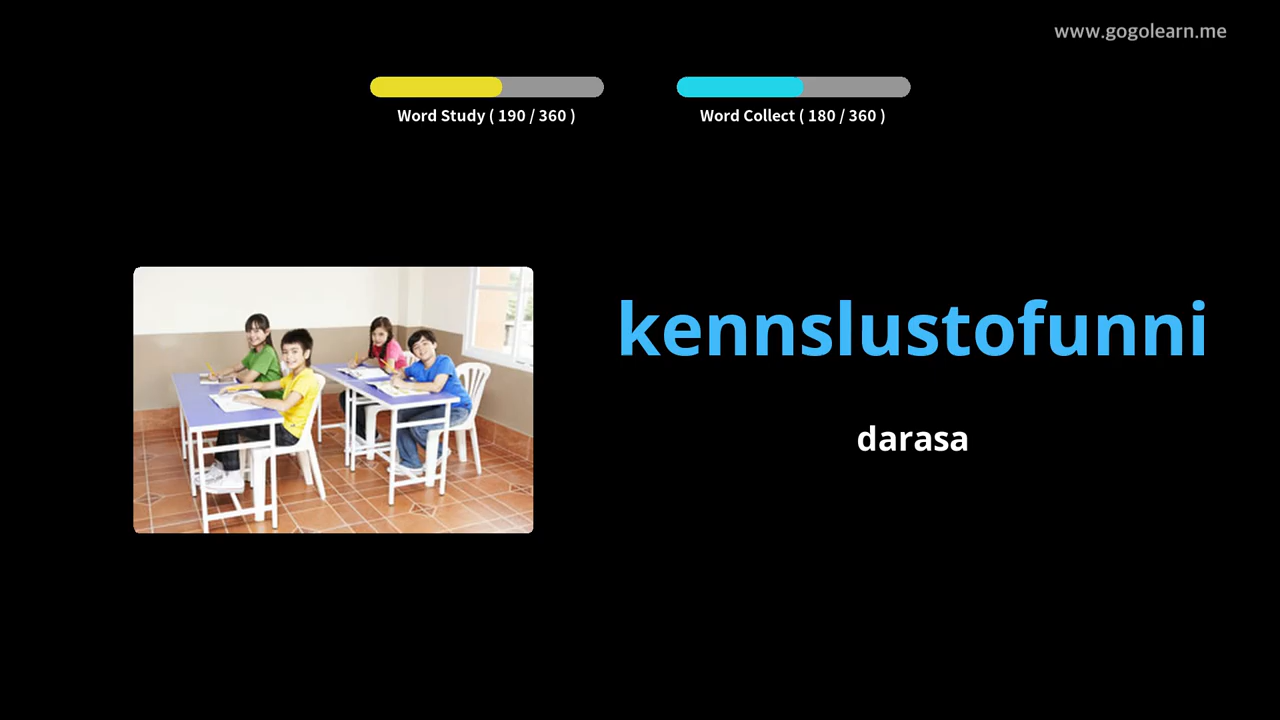 www.gogolearn.me
Word Study ( 190 / 360 )
Word Collect ( 180 / 360 )
kennslustofunni
darasa